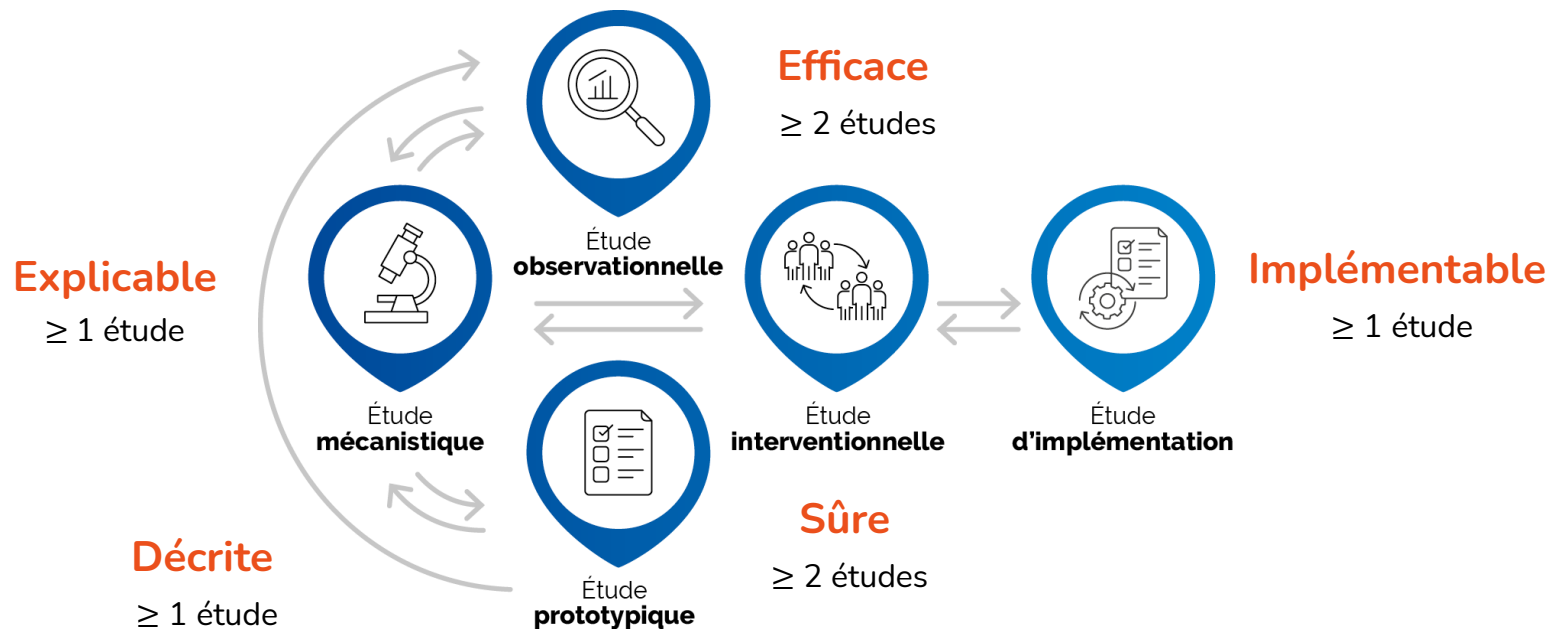 Efficace
≥ 2 études
Étude
observationnelle
Explicable
≥ 1 étude
Implémentable
≥ 1 étude
Étude
mécanistique
Étude
interventionnelle
Étude
d'implémentation
Sûre
≥ 2 études
Décrite
≥ 1 étude
Étude
prototypique